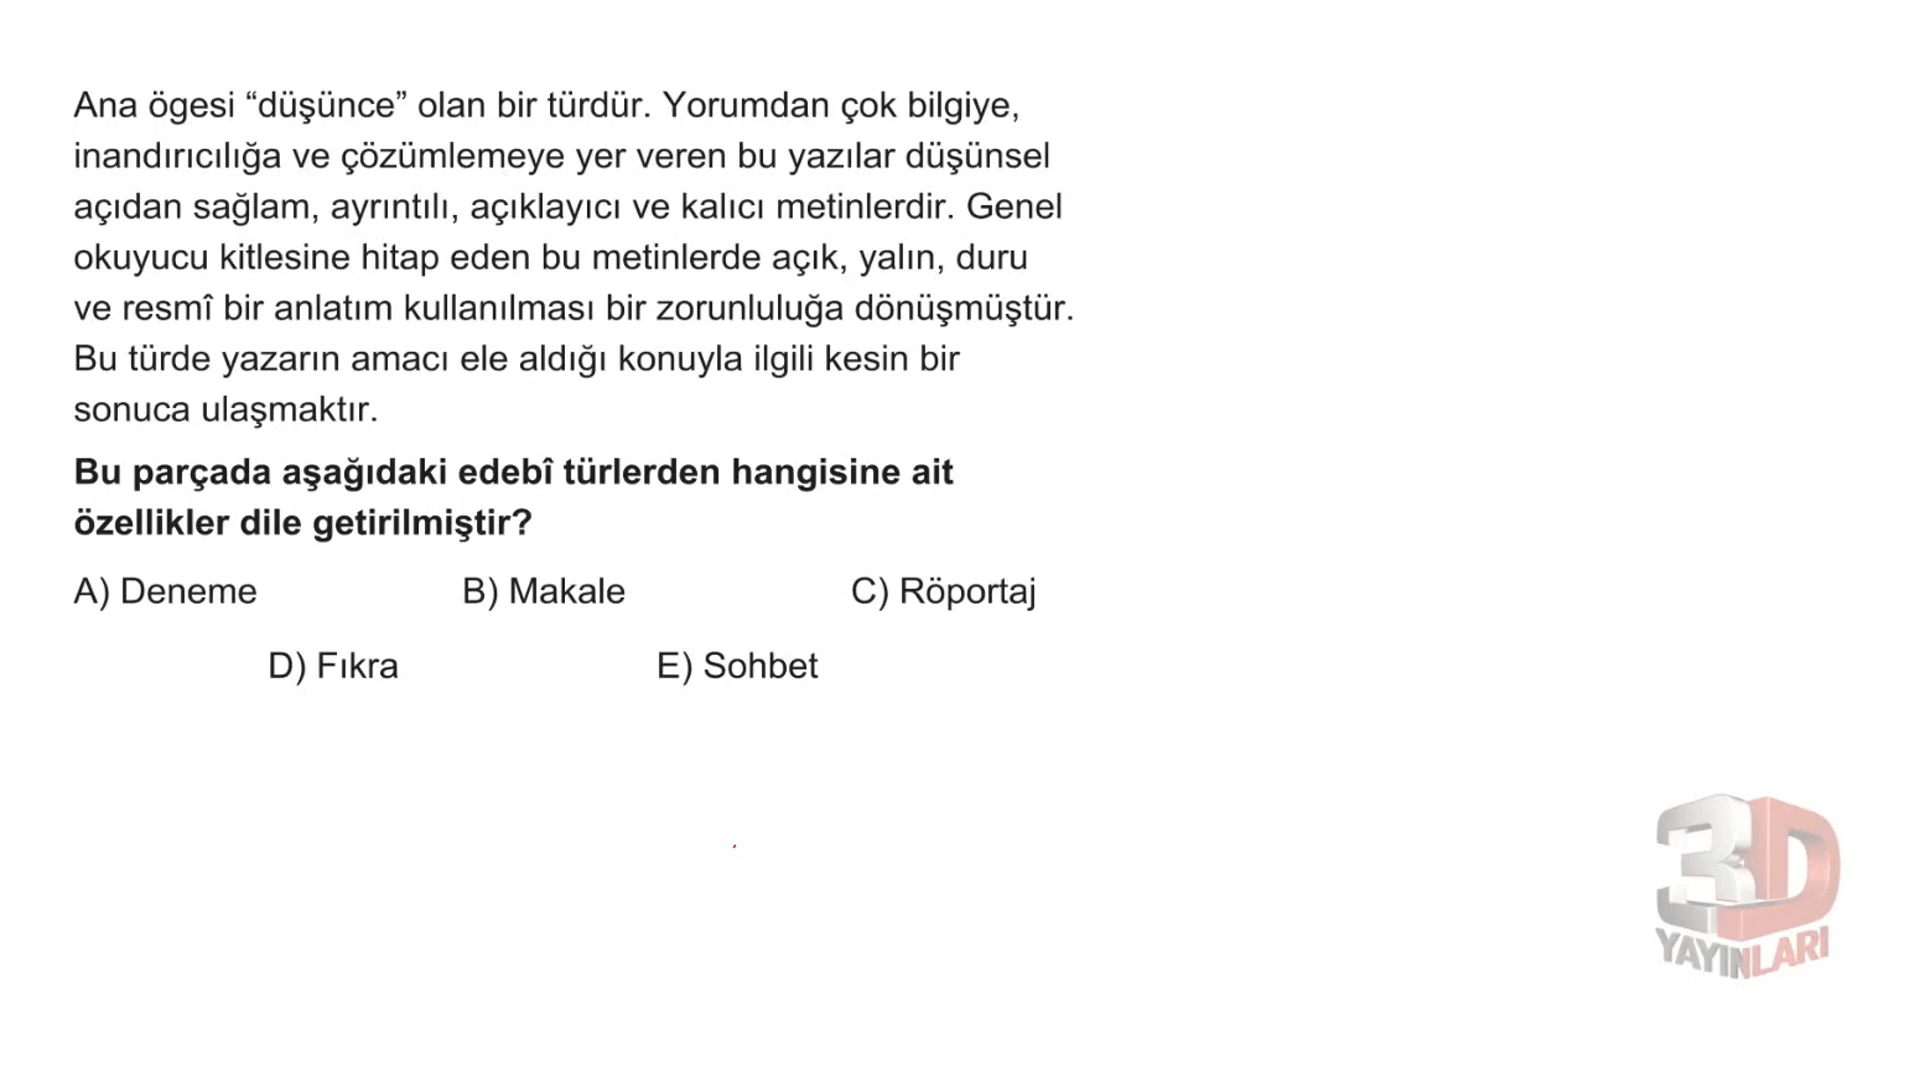 Ana ögesi “düşünce” olan bir türdür. Yorumdan çok bilgiye,
inandırıcılığa ve çözümlemeye yer veren bu yazılar düşünsel
açıdan sağlam, ayrıntılı, açıklayıcı ve kalıcı metinlerdir. Genel
okuyucu kitlesine hitap eden bu metinlerde açık, yalın, duru
ve resmî bir anlatım kullanılması bir zorunluluğa dönüşmüştür.
Bu türde yazarın amacı ele aldığı konuyla ilgili kesin bir
sonuca ulaşmaktır.
Bu parçada aşağıdaki edebî türlerden hangisine ait
özellikler dile getirilmiştir?
A) Deneme B) Makale C) Röportaj
D) Fıkra E) Sohbet
3D
YAYINLARI